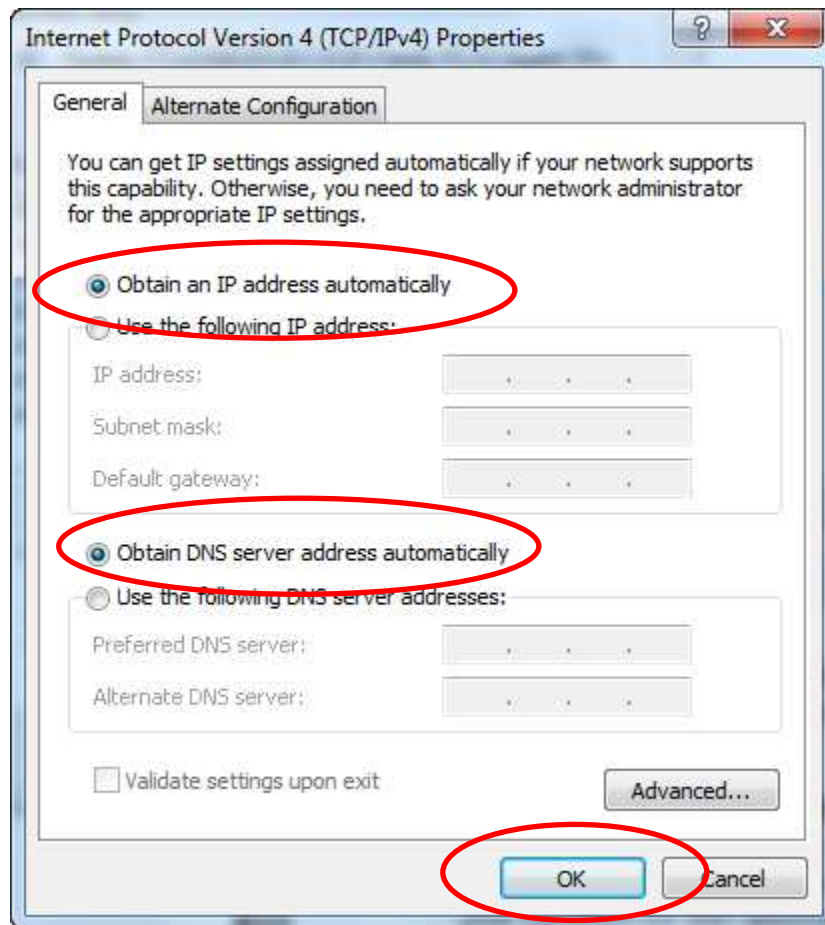 Internet Protocol Version 4 (TCP/IPv4) Properties
General
Alternate Configuration
You can get IP settings assigned automatically if your network supports
this capability. Otherwise, you need to ask your network administrator
for the appropriate IP settings.
Obtain an IP address automatically
Use the following IP address:
IP address:
Subnet mask:
Default gateway:
Obtain DNS server address automatically
Use the following DNS server addresses:
Preferred DNS server:
Alternate DNS server:
Validate settings upon exit
Advanced...
OK
Cancel